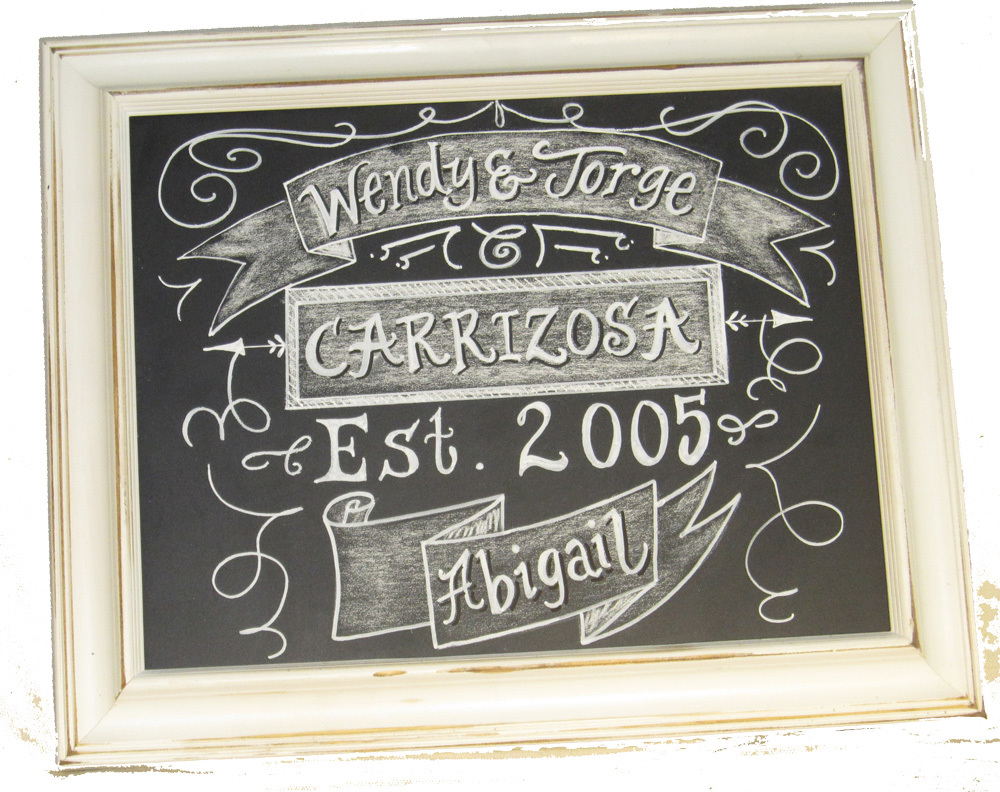 Wendy & Jorge
&
CARRIZOSA
Est. 2005
Abigail